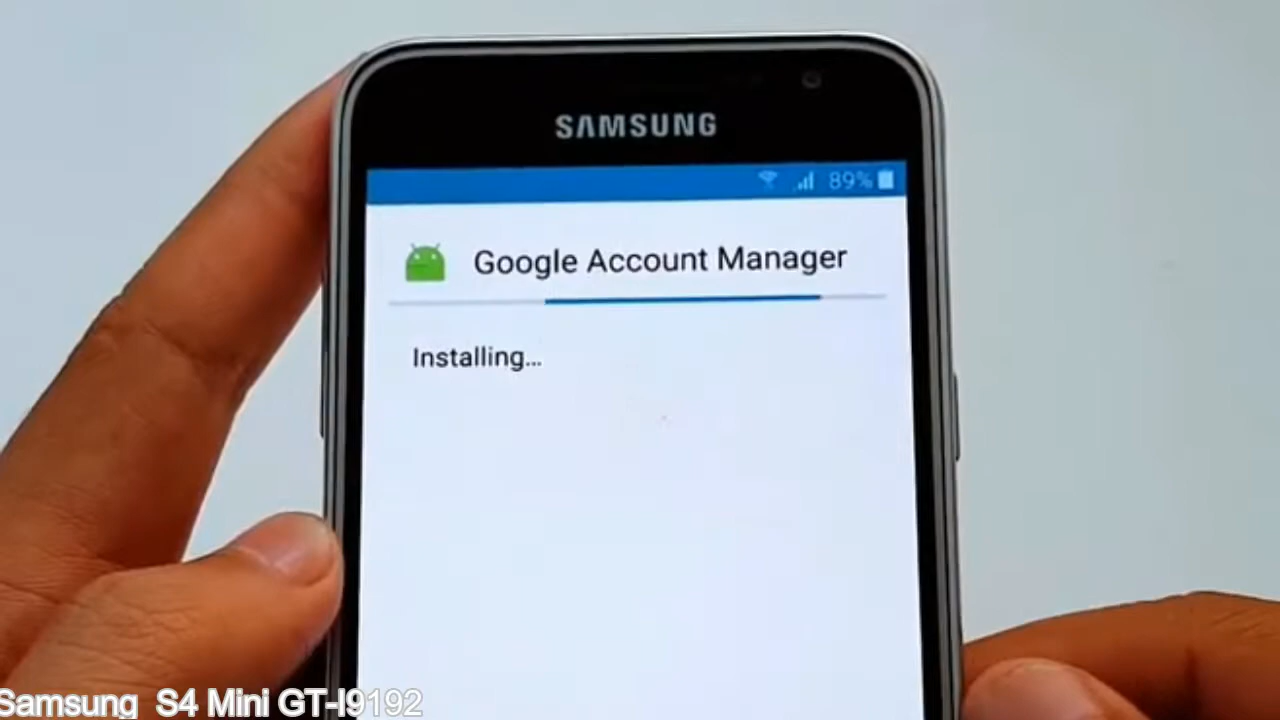 SAMSUNG
89%
Google Account Manager
Installing...
Samsung S4 Mini GT-I9192